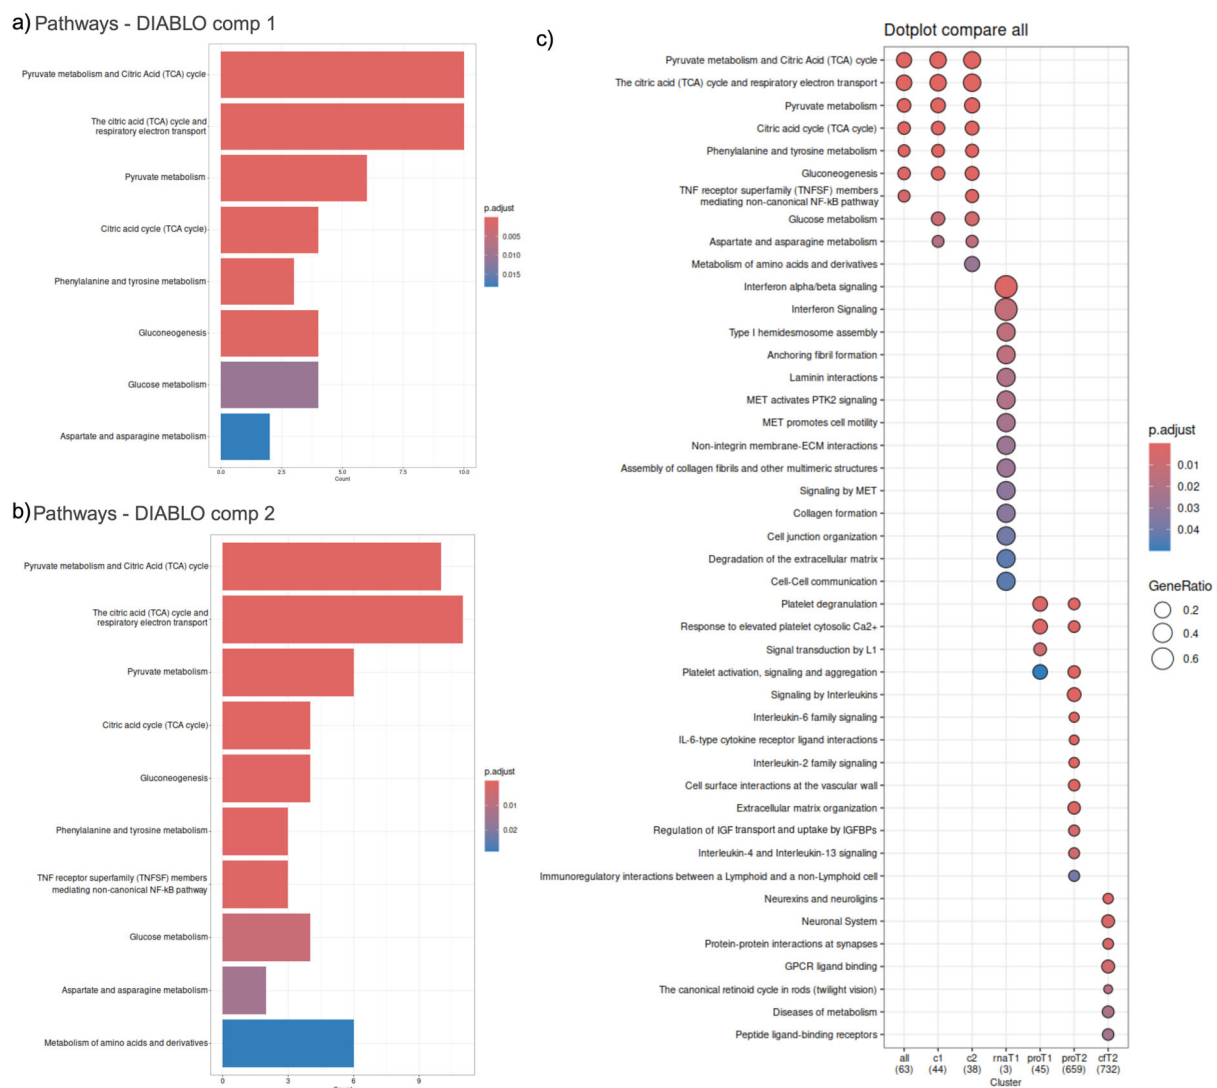 a) Pathways - DIABLO comp 1
Pyruvate metabolism and Citric Acid (TCA) cycle
The citric acid (TCA) cycle and
respiratory electron transport
Pyruvate metabolism
Citric acid cycle (TCA cycle)
Phenylalanine and tyrosine metabolism
Gluconeogenesis
Glucose metabolism
Aspartate and asparagine metabolism
0.0 2.5 5.0 7.5 10.0
Count
p.adjust
0.005
0.010
0.015
b) Pathways - DIABLO comp 2
Pyruvate metabolism and Citric Acid (TCA) cycle
The citric acid (TCA) cycle and
respiratory electron transport
Pyruvate metabolism
Citric acid cycle (TCA cycle)
Gluconeogenesis
Phenylalanine and tyrosine metabolism
TNF receptor superfamily (TNFSF) members
mediating non-canonical NF-kB pathway
Glucose metabolism
Aspartate and asparagine metabolism
Metabolism of amino acids and derivatives
0 3 6 9
Count
p.adjust
0.01
0.02
c)
Dotplot compare all
Pyruvate metabolism and Citric Acid (TCA) cycle
The citric acid (TCA) cycle and respiratory electron transport
Pyruvate metabolism
Citric acid cycle (TCA cycle)
Phenylalanine and tyrosine metabolism
Gluconeogenesis
TNF receptor superfamily (TNFSF) members
mediating non-canonical NF-kB pathway
Glucose metabolism
Aspartate and asparagine metabolism
Metabolism of amino acids and derivatives
Interferon alpha/beta signaling
Interferon Signaling
Type I hemidesmosome assembly
Anchoring fibril formation
Laminin interactions
MET activates PTK2 signaling
MET promotes cell motility
Non-integrin membrane-ECM interactions
Assembly of collagen fibrils and other multimeric structures
Signaling by MET
Collagen formation
Cell junction organization
Degradation of the extracellular matrix
Cell-Cell communication
Platelet degranulation
Response to elevated platelet cytosolic Ca2+
Signal transduction by L1
Platelet activation, signaling and aggregation
Signaling by Interleukins
Interleukin-6 family signaling
IL-6-type cytokine receptor ligand interactions
Interleukin-2 family signaling
Cell surface interactions at the vascular wall
Extracellular matrix organization
Regulation of IGF transport and uptake by IGFBPs
Interleukin-4 and Interleukin-13 signaling
Immunoregulatory interactions between a Lymphoid and a non-Lymphoid cell
Neurexins and neuroligins
Neuronal System
Protein-protein interactions at synapses
GPCR ligand binding
The canonical retinoid cycle in rods (twilight vision)
Diseases of metabolism
Peptide ligand-binding receptors
all c1 c2 rnaT1 proT1 proT2 cfT2
(63) (44) (38) (3) (45) (659) (732)
Cluster
p.adjust
0.01
0.02
0.03
0.04
GeneRatio
0.2
0.4
0.6